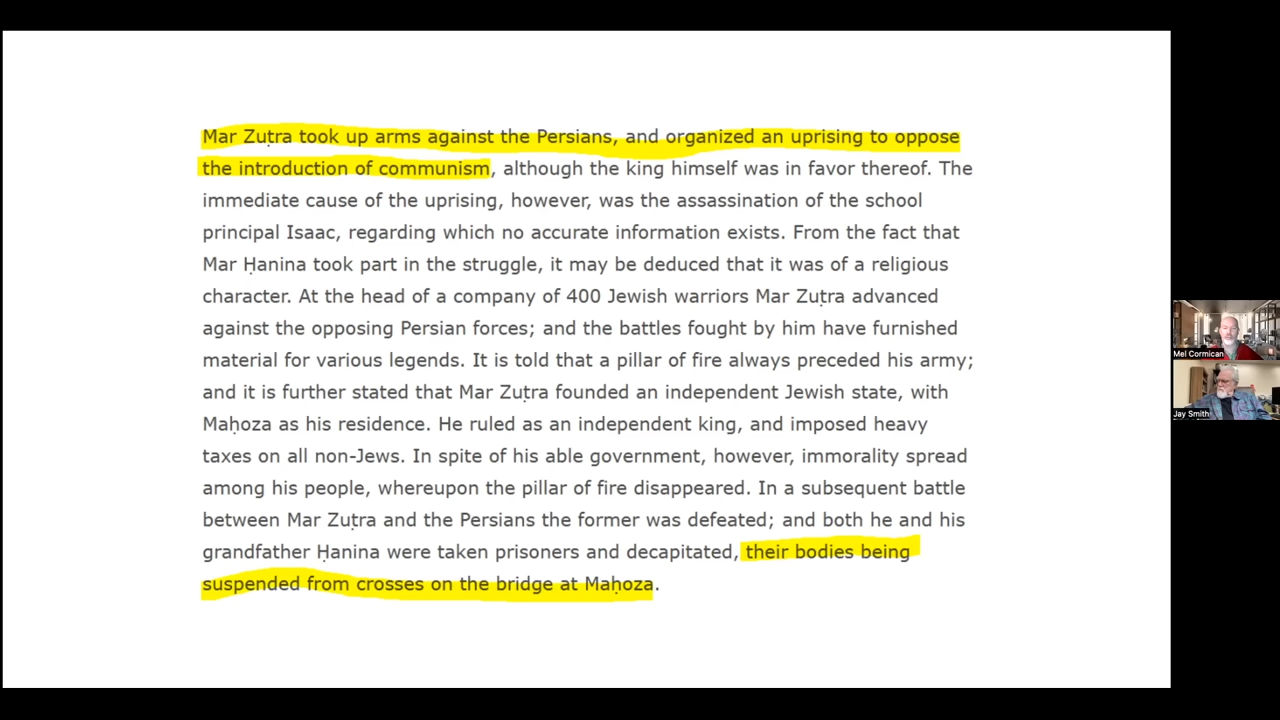 Mar Zuṭra took up arms against the Persians, and organized an uprising to oppose
the introduction of communism, although the king himself was in favor thereof. The
immediate cause of the uprising, however, was the assassination of the school
principal Isaac, regarding which no accurate information exists. From the fact that
Mar Ḥanina took part in the struggle, it may be deduced that it was of a religious
character. At the head of a company of 400 Jewish warriors Mar Zuṭra advanced
against the opposing Persian forces; and the battles fought by him have furnished
material for various legends. It is told that a pillar of fire always preceded his army;
and it is further stated that Mar Zuṭra founded an independent Jewish state, with
Maḥoza as his residence. He ruled as an independent king, and imposed heavy
taxes on all non-Jews. In spite of his able government, however, immorality spread
among his people, whereupon the pillar of fire disappeared. In a subsequent battle
between Mar Zuṭra and the Persians the former was defeated; and both he and his
grandfather Ḥanina were taken prisoners and decapitated, their bodies being
suspended from crosses on the bridge at Maḥoza.
Mel Cormican
Jay Smith